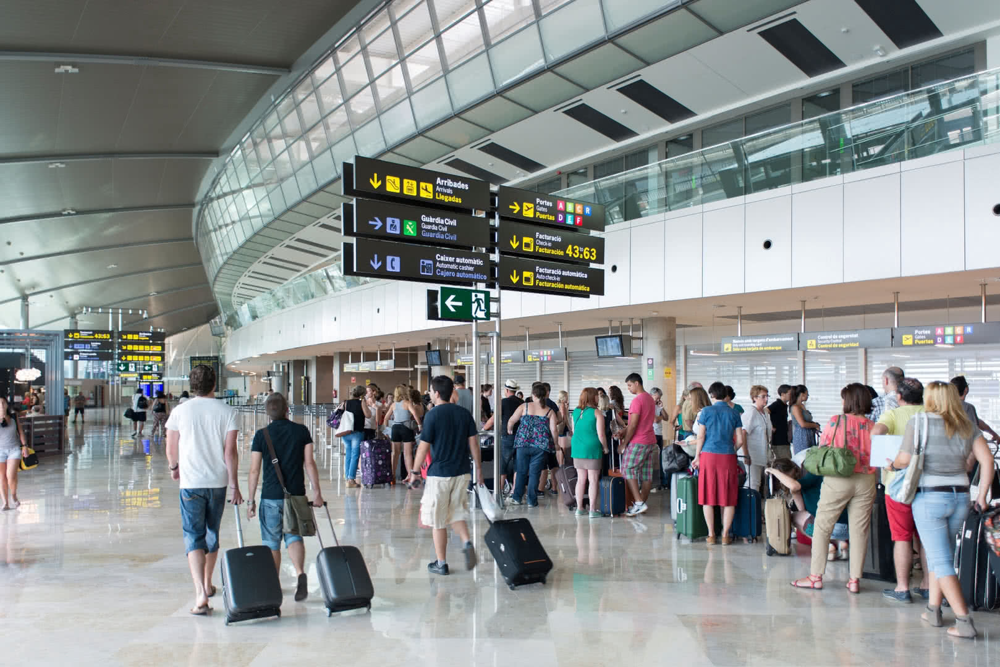 Arribades
Arrivals
Llegadas
Guàrdia Civil
Guardia Civil
Guardia Civil
Caixer automàtic
Automatic cashier
Cajero automático
Portes A B C R
Gates
Puertas D E F
Facturació
Check-in
Facturación 43 to a 63
Facturació automàtica
Auto check-in
Facturación automática
43 63
Només amb targeta d'embarcament
Only with boarding card
Sólo con tarjeta de embarque
Control de seguretat
Security Control
Control de seguridad
Portes A B C R
Gates
Puertas D E F